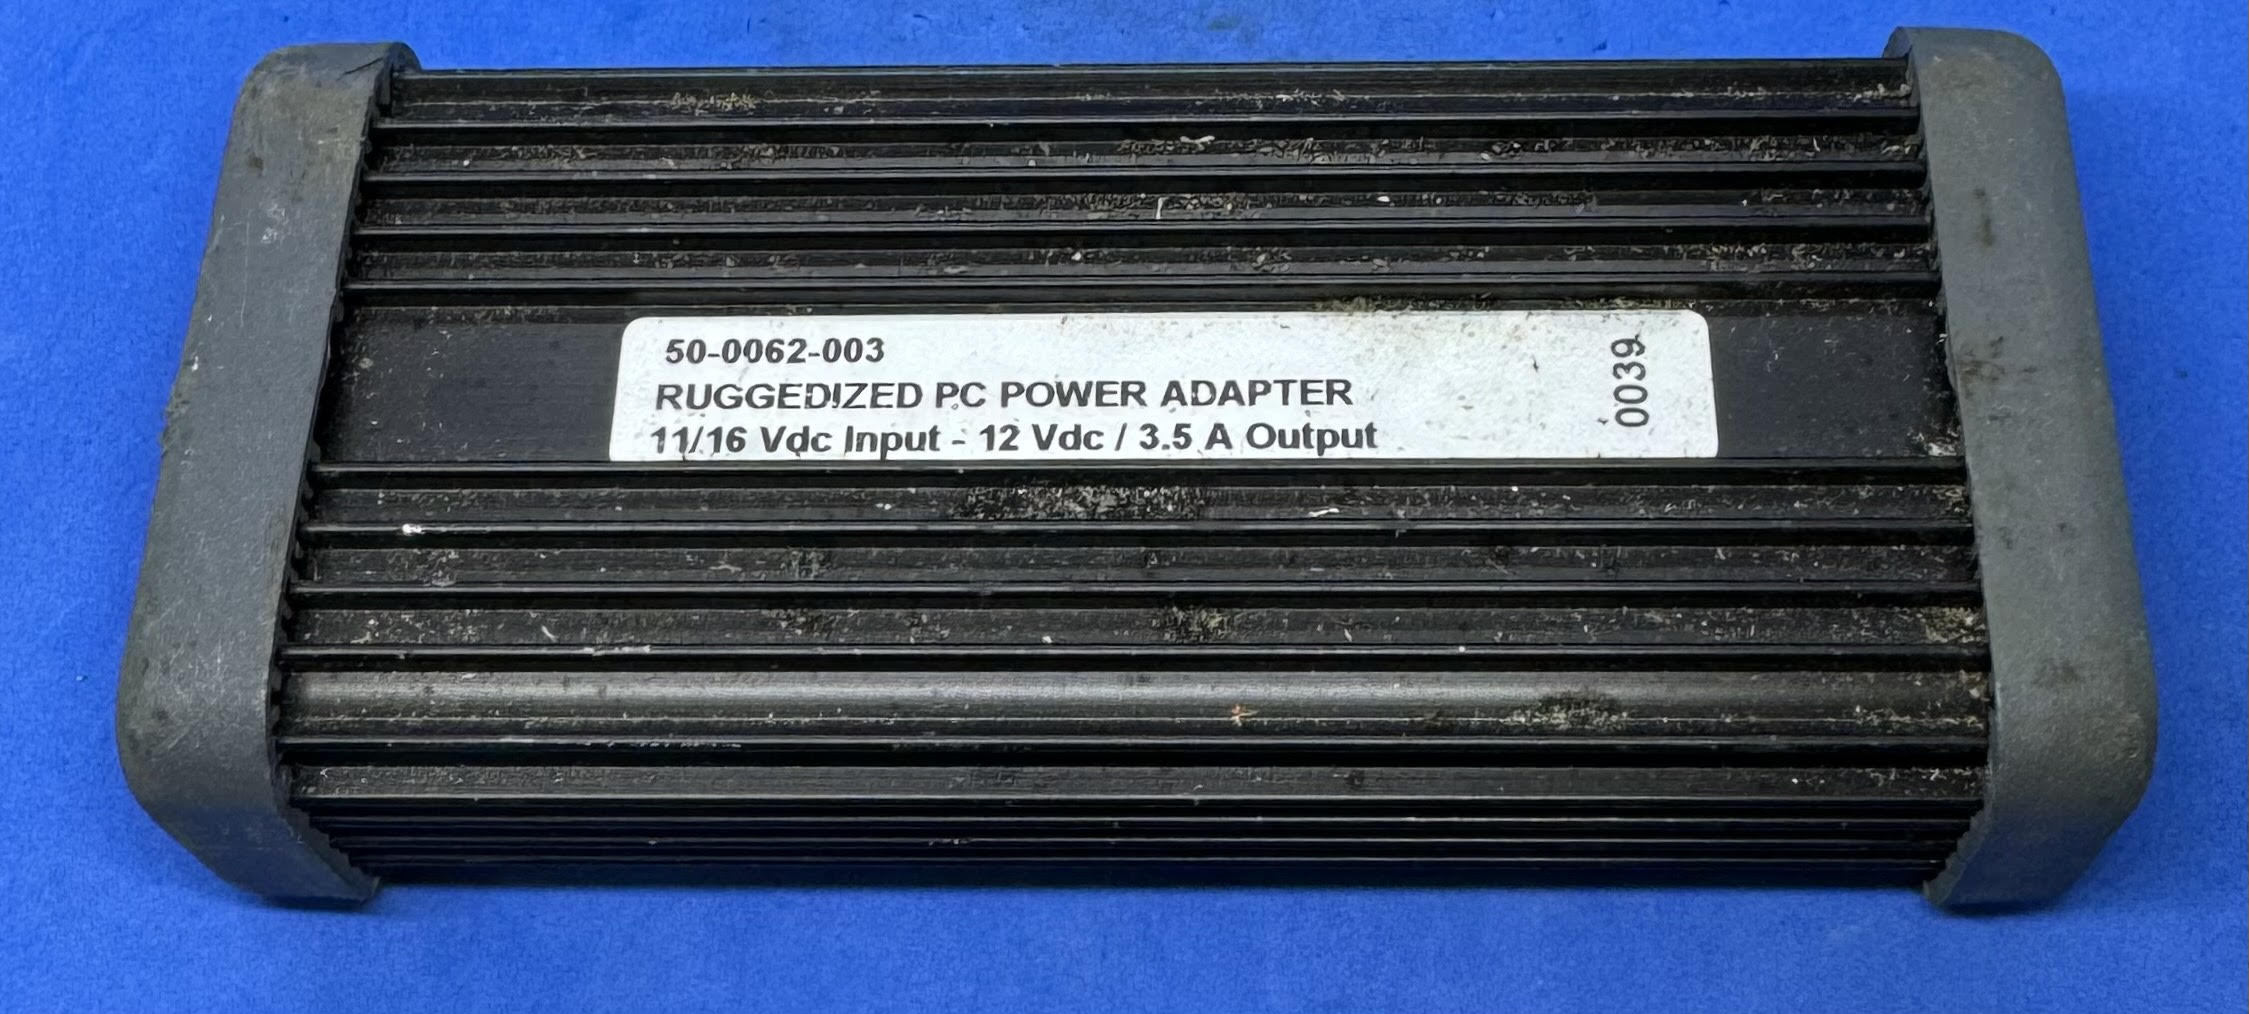 50-0062-003
RUGGEDIZED PC POWER ADAPTER
11/16 Vdc Input - 12 Vdc / 3.5 A Output
0039